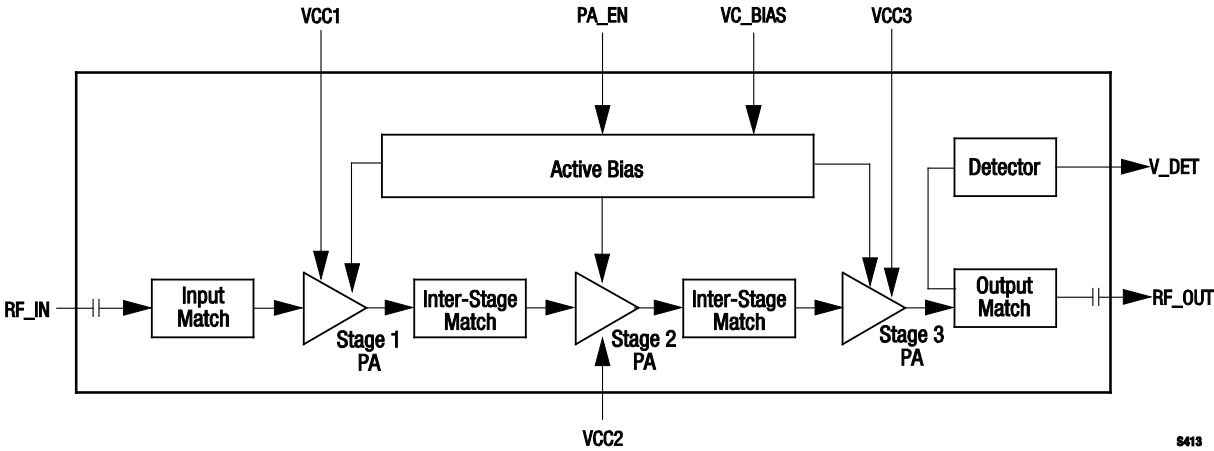 VCC1
PA_EN
VC_BIAS
VCC3
Active Bias
Detector
V_DET
RF_IN
Input
Match
Stage 1
PA
Inter-Stage
Match
Stage 2
PA
Inter-Stage
Match
Stage 3
PA
Output
Match
RF_OUT
VCC2
S413